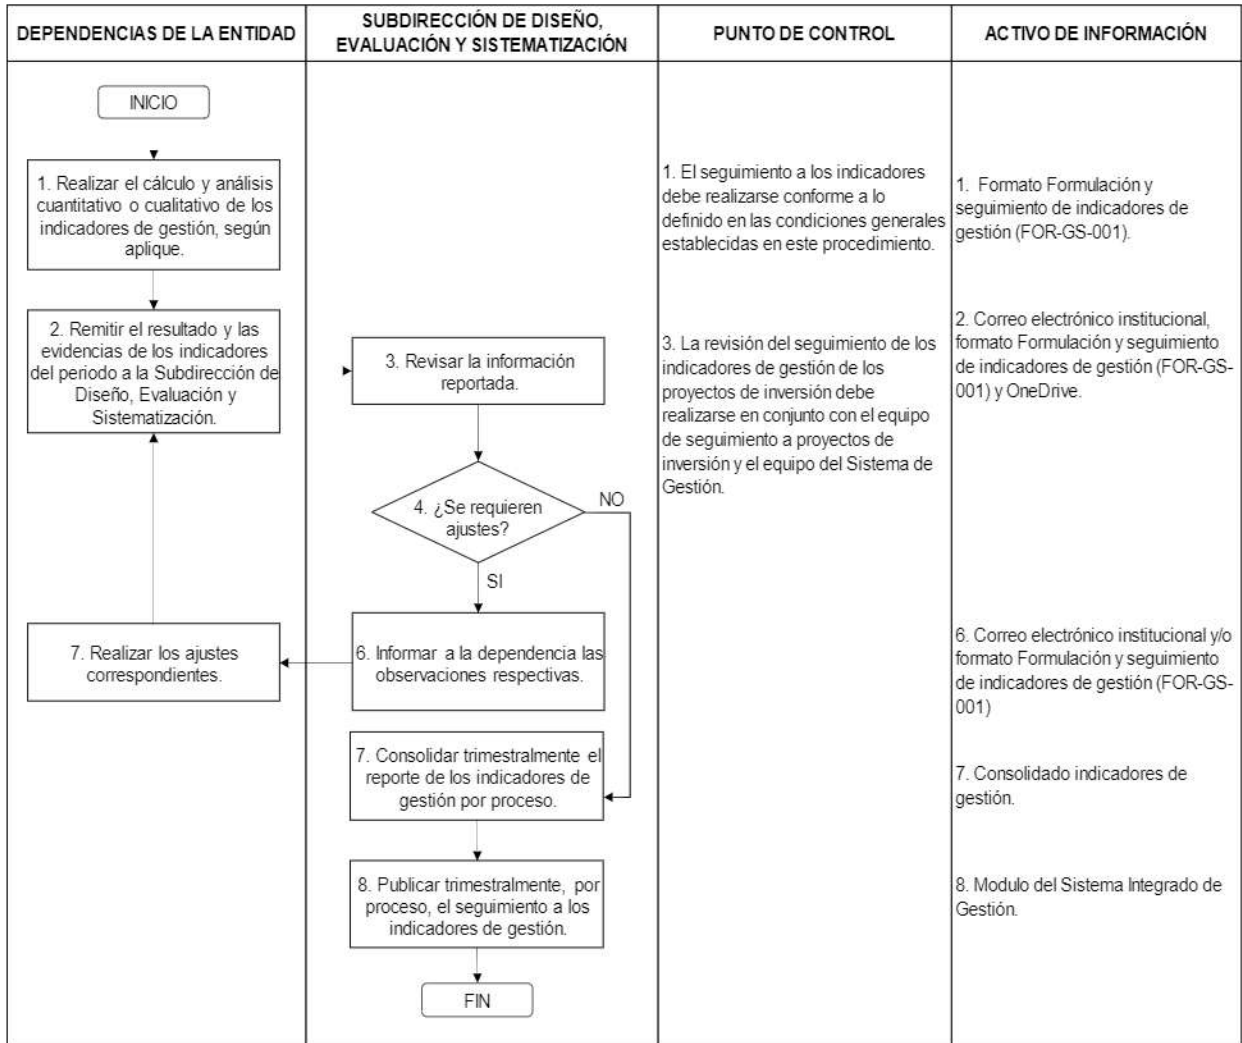 DEPENDENCIAS DE LA ENTIDAD
SUBDIRECCIÓN DE DISEÑO,
EVALUACIÓN Y SISTEMATIZACIÓN
PUNTO DE CONTROL
ACTIVO DE INFORMACIÓN
INICIO
1. Realizar el cálculo y análisis
cuantitativo o cualitativo de los
indicadores de gestión, según
aplique.
2. Remitir el resultado y las
evidencias de los indicadores
del periodo a la Subdirección de
Diseño, Evaluación y
Sistematización.
7. Realizar los ajustes
correspondientes.
3. Revisar la información
reportada.
4. ¿Se requieren
ajustes?
NO
SI
6. Informar a la dependencia las
observaciones respectivas.
7. Consolidar trimestralmente el
reporte de los indicadores de
gestión por proceso.
8. Publicar trimestralmente, por
proceso, el seguimiento a los
indicadores de gestión.
FIN
1. El seguimiento a los indicadores
debe realizarse conforme a lo
definido en las condiciones generales
establecidas en este procedimiento.
3. La revisión del seguimiento de los
indicadores de gestión de los
proyectos de inversión debe
realizarse en conjunto con el equipo
de seguimiento a proyectos de
inversión y el equipo del Sistema de
Gestión.
1. Formato Formulación y
seguimiento de indicadores de
gestión (FOR-GS-001).
2. Correo electrónico institucional,
formato Formulación y seguimiento
de indicadores de gestión (FOR-GS-
001) y OneDrive.
6. Correo electrónico institucional y/o
formato Formulación y seguimiento
de indicadores de gestión (FOR-GS-
001)
7. Consolidado indicadores de
gestión.
8. Modulo del Sistema Integrado de
Gestión.